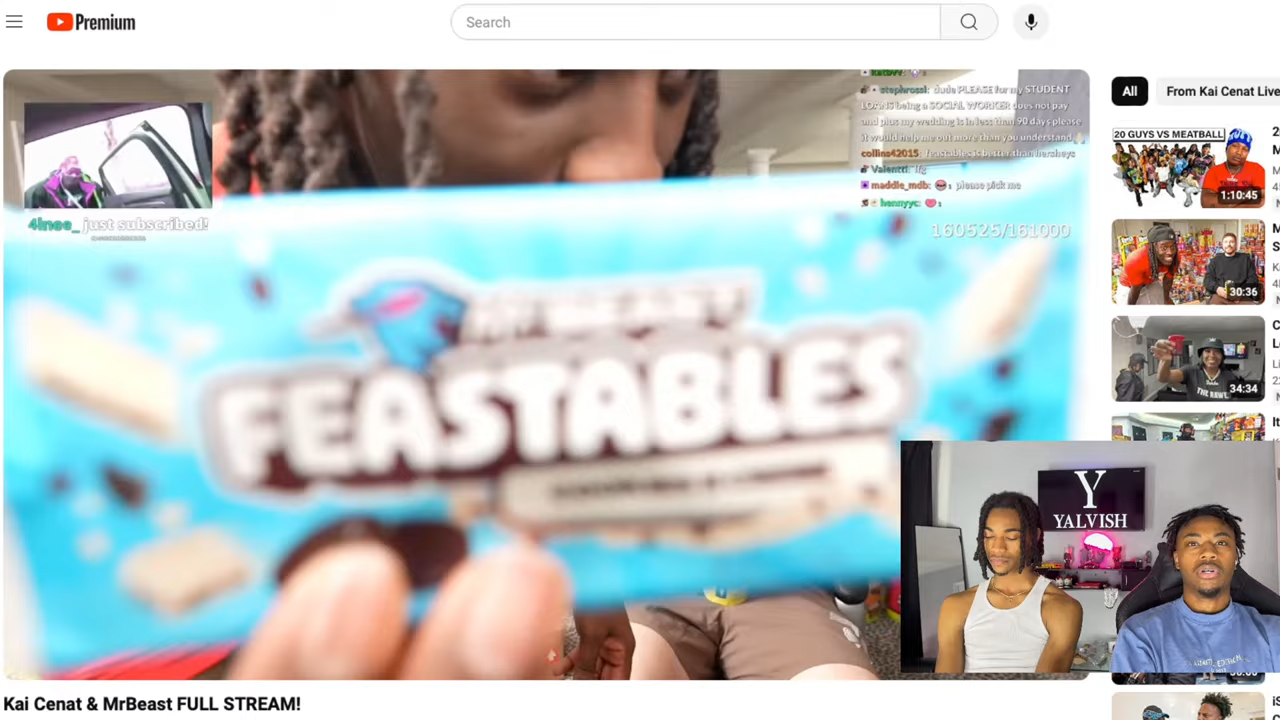 Premium
Search
All
From Kai Cenat Live
stephrossi: dude PLEASE for my STUDENT
LOANS being a SOCIAL WORKER does not pay
and plus my wedding is in less than 90 days please
it would help me out more than you understand
collins42015: feastables is better than hersheys
Valentti: lfg
maddie_mdb: please pick me
hennyyc:
160525/161000
just subscribed!
FEASTABLES
20 GUYS VS MEATBALL
1:10:45
30:36
34:34
THE RAW
Y
YALVISH
Kai Cenat & MrBeast FULL STREAM!